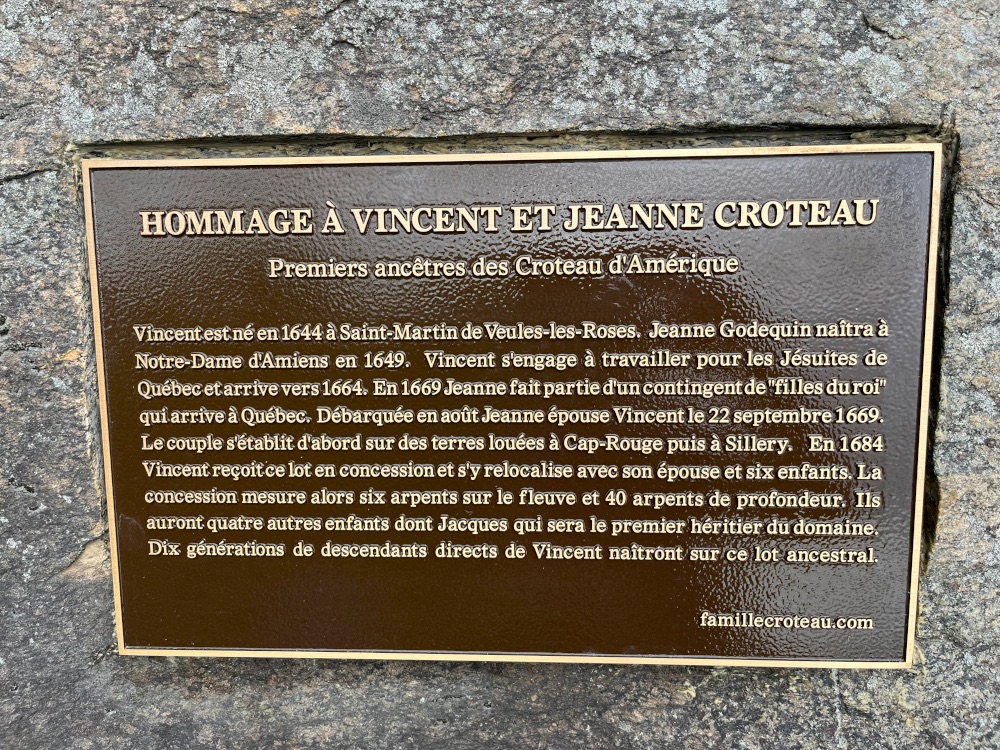 HOMMAGE À VINCENT ET JEANNE CROTEAU
Premiers ancêtres des Croteau d'Amérique
Vincent est né en 1644 à Saint-Martin de Veules-les-Roses. Jeanne Godequin naîtra à
Notre-Dame d'Amiens en 1649. Vincent s'engage à travailler pour les Jésuites de
Québec et arrive vers 1664. En 1669 Jeanne fait partie d'un contingent de "filles du roi"
qui arrive à Québec. Débarquée en août Jeanne épouse Vincent le 22 septembre 1669.
Le couple s'établit d'abord sur des terres louées à Cap-Rouge puis à Sillery. En 1684
Vincent reçoit ce lot en concession et s'y relocalise avec son épouse et six enfants. La
concession mesure alors six arpents sur le fleuve et 40 arpents de profondeur. Ils
auront quatre autres enfants dont Jacques qui sera le premier héritier du domaine.
Dix générations de descendants directs de Vincent naîtront sur ce lot ancestral.
famillecroteau.com